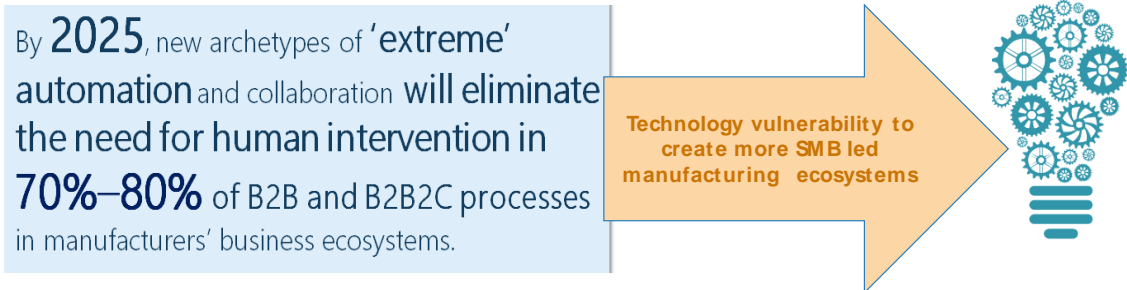 By 2025, new archetypes of ‘extreme’
automation and collaboration will eliminate
the need for human intervention in
70%–80% of B2B and B2B2C processes
in manufacturers’ business ecosystems.
Technology vulnerability to
create more SMB led
manufacturing ecosystems